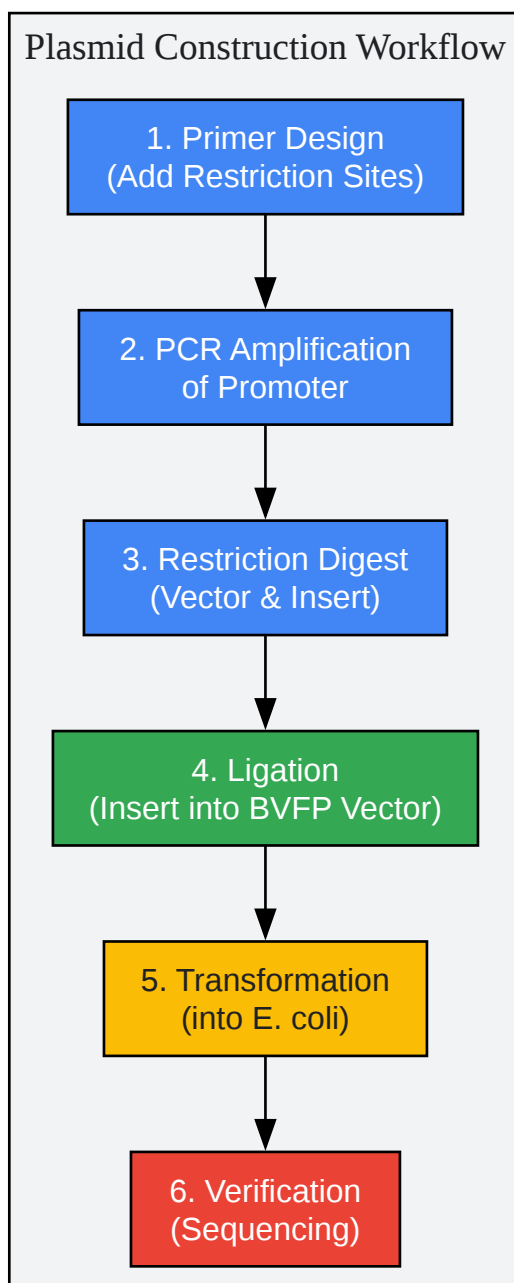 Plasmid Construction Workflow
1. Primer Design
(Add Restriction Sites)
2. PCR Amplification
of Promoter
3. Restriction Digest
(Vector & Insert)
4. Ligation
(Insert into BVFP Vector)
5. Transformation
(into E. coli)
6. Verification
(Sequencing)